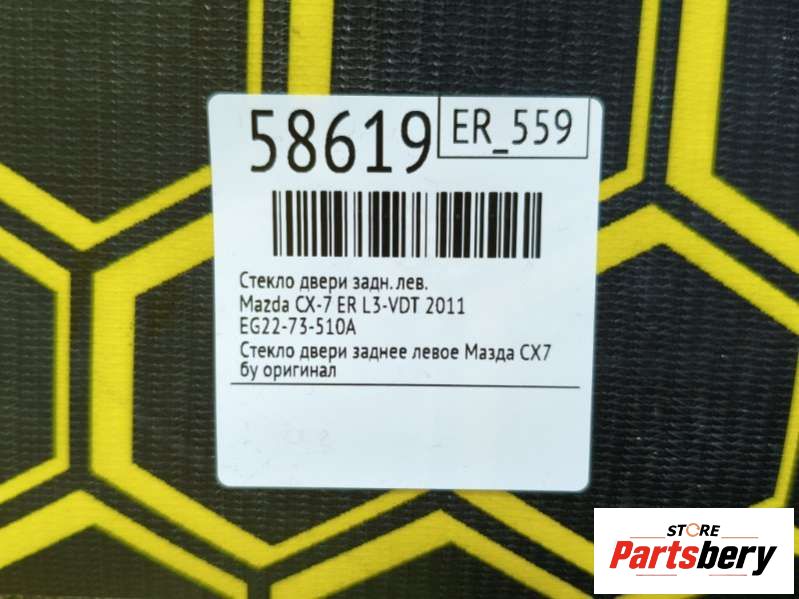 58619
ER_559
Стекло двери задн. лев.
Mazda CX-7 ER L3-VDT 2011
EG22-73-510A
Стекло двери заднее левое Мазда CX7
бу оригинал
STORE
Partsbery